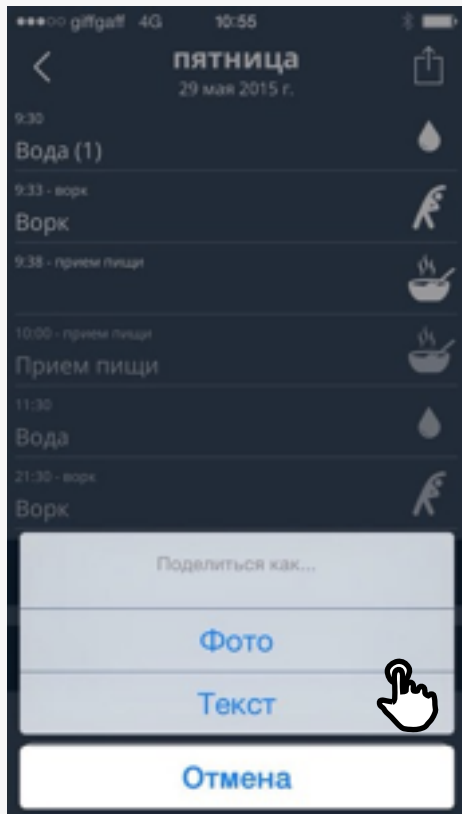 giffgaff 4G 10:55
пятница
29 мая 2015 г.
9:30
Вода (1)
9:33 - ворк
Ворк
9:38 - прием пищи
10:00 - прием пищи
Прием пищи
11:30
Вода
21:30 - ворк
Ворк
Поделиться как...
Фото
Текст
Отмена